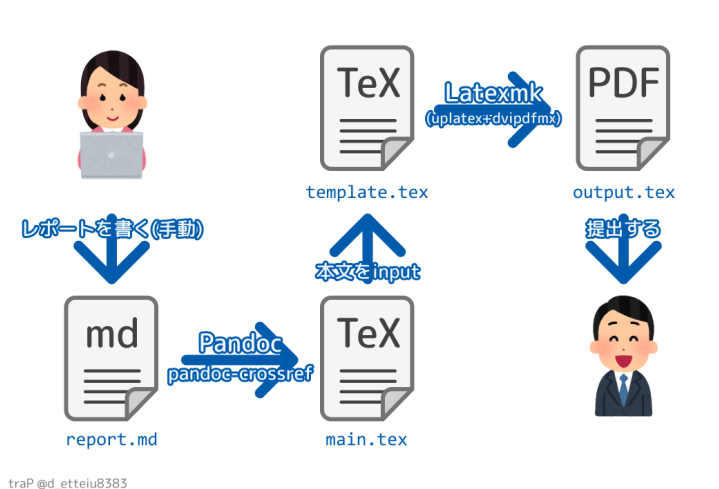 レポートを書く(手動)
md
report.md
Pandoc
pandoc-crossref
TeX
main.tex
本文をinput
TeX
template.tex
Latexmk
(uplatex+dvipdfmx)
PDF
output.tex
提出する
traP @d_etteiu8383